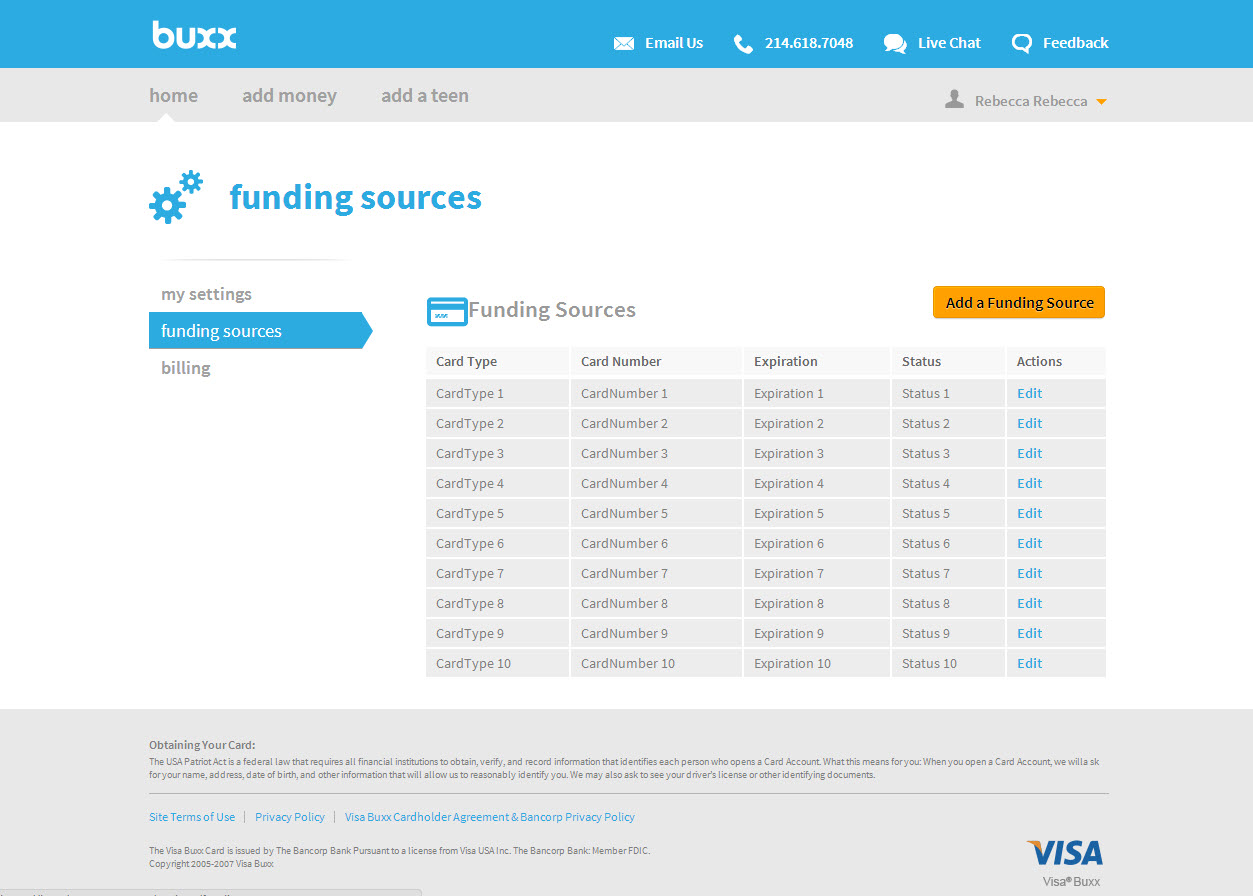 buxx
Email Us 214.618.7048 Live Chat Feedback
home add money add a teen Rebecca Rebecca
funding sources
my settings
funding sources
billing
Funding Sources
Add a Funding Source
Card Type Card Number Expiration Status Actions
CardType 1 CardNumber 1 Expiration 1 Status 1 Edit
CardType 2 CardNumber 2 Expiration 2 Status 2 Edit
CardType 3 CardNumber 3 Expiration 3 Status 3 Edit
CardType 4 CardNumber 4 Expiration 4 Status 4 Edit
CardType 5 CardNumber 5 Expiration 5 Status 5 Edit
CardType 6 CardNumber 6 Expiration 6 Status 6 Edit
CardType 7 CardNumber 7 Expiration 7 Status 7 Edit
CardType 8 CardNumber 8 Expiration 8 Status 8 Edit
CardType 9 CardNumber 9 Expiration 9 Status 9 Edit
CardType 10 CardNumber 10 Expiration 10 Status 10 Edit
Obtaining Your Card:
The USA Patriot Act is a federal law that requires all financial institutions to obtain, verify, and record information that identifies each person who opens a Card Account. What this means for you: When you open a Card Account, we willa sk
for your name, address, date of birth, and other information that will allow us to reasonably identify you. We may also ask to see your driver's license or other identifying documents.
Site Terms of Use | Privacy Policy | Visa Buxx Cardholder Agreement & Bancorp Privacy Policy
The Visa Buxx Card is issued by The Bancorp Bank Pursuant to a license from Visa USA Inc. The Bancorp Bank: Member FDIC.
Copyright 2005-2007 Visa Buxx
VISA
Visa® Buxx